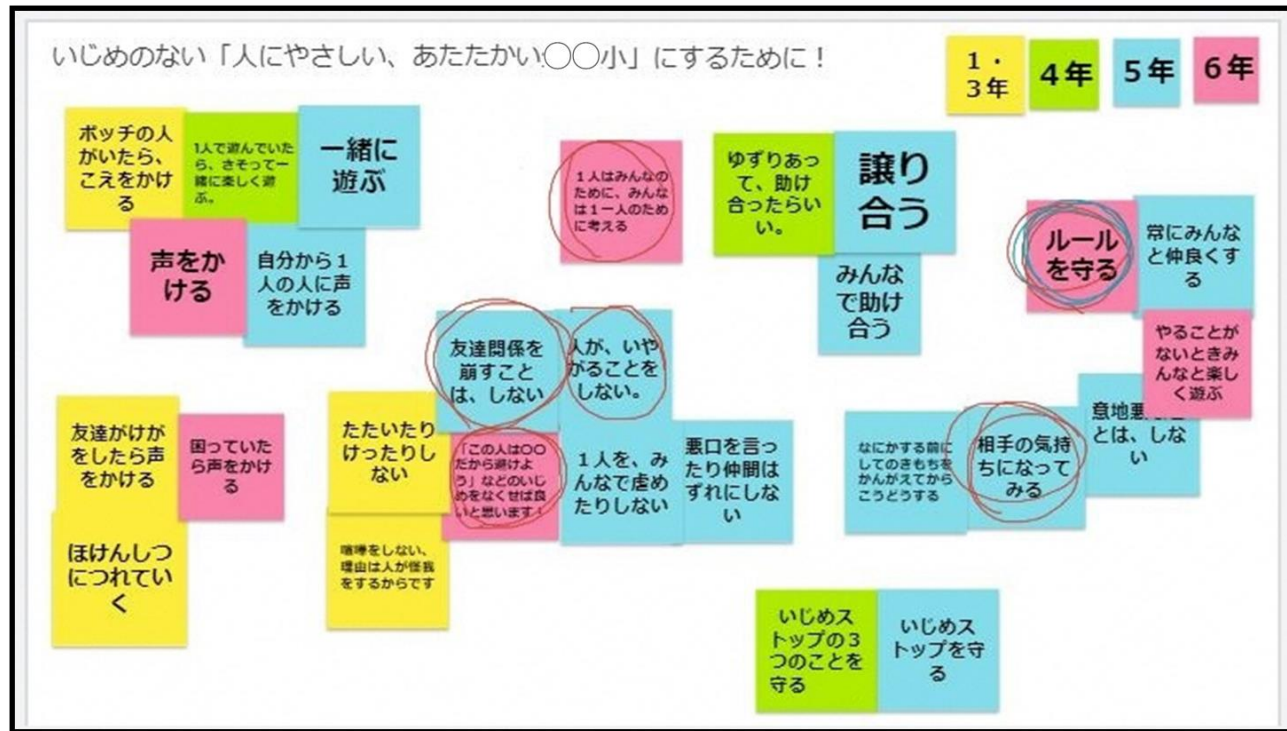 いじめのない「人にやさしい、あたたかい○○小」にするために！
1・
3年
4年
5年
6年
ボッチの人
がいたら、
こえをかけ
る
1人で遊んでいた
ら、さそって一
緒に楽しく遊
ぶ。
一緒に
遊ぶ
声をか
ける
自分から1
人の人に声
をかける
1人はみんなの
ために、みんな
は1一人のため
に考える
ゆずりあっ
て、助け
合ったらい
い。
譲り
合う
みんな
で助け
合う
ルール
を守る
常にみんな
と仲良くす
る
やることが
ないときみ
んなと楽し
く遊ぶ
友達関係を
崩すこと
は、しない
人が、いや
がることを
しない。
たたいたり
けったりし
ない
「この人は〇〇
だから避けよ
う」などのいじ
めをなくせば良
いと思います！
1人を、み
んなで虐め
たりしない
悪口を言っ
たり仲間は
ずれにしな
い
喧嘩をしない、
理由は人が怪我
をするからです
友達がけが
をしたら声
をかける
困っていた
ら声をかけ
る
ほけんしつ
につれてい
く
なにかする前に
してのきもちを
かんがえてから
こうどうする
相手の気持
ちになって
みる
意地悪
とは、しな
い
いじめス
トップの3
つのことを
守る
いじめス
トップを守
る